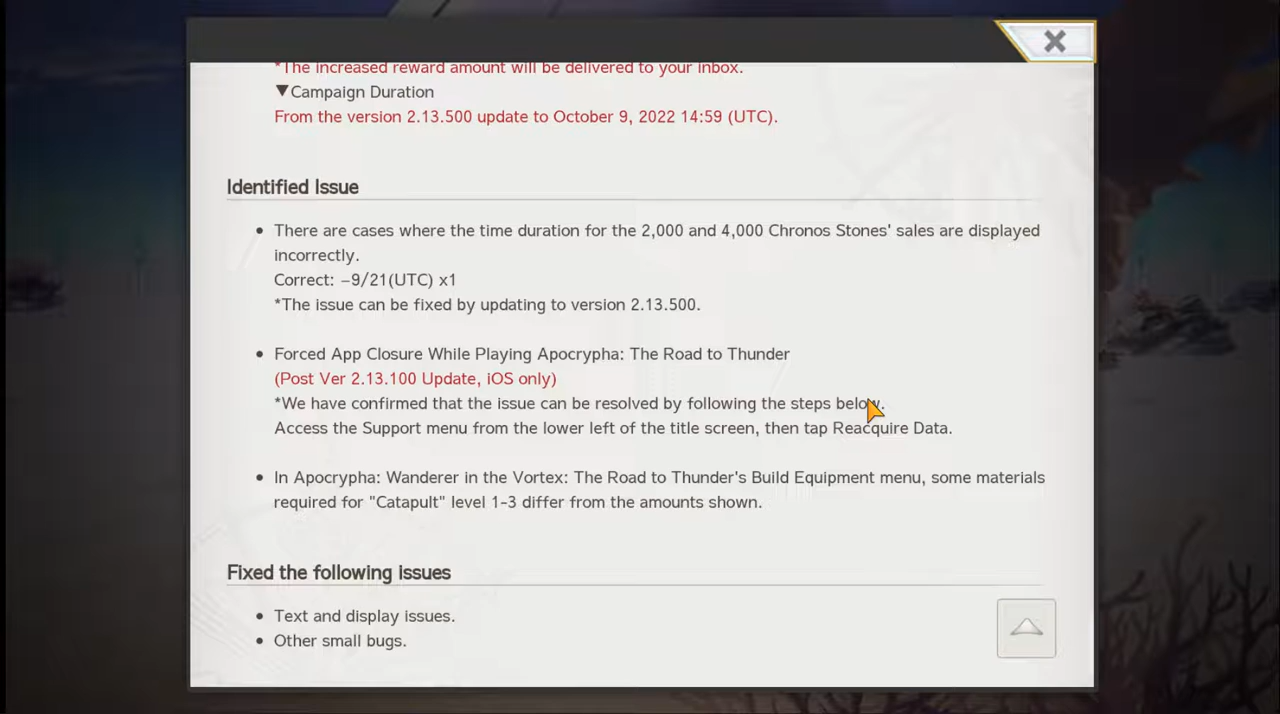 *The increased reward amount will be delivered to your inbox.
▼Campaign Duration
From the version 2.13.500 update to October 9, 2022 14:59 (UTC).
Identified Issue
• There are cases where the time duration for the 2,000 and 4,000 Chronos Stones' sales are displayed
incorrectly.
Correct: –9/21(UTC) x1
*The issue can be fixed by updating to version 2.13.500.
• Forced App Closure While Playing Apocrypha: The Road to Thunder
(Post Ver 2.13.100 Update, iOS only)
*We have confirmed that the issue can be resolved by following the steps below.
Access the Support menu from the lower left of the title screen, then tap Reacquire Data.
• In Apocrypha: Wanderer in the Vortex: The Road to Thunder's Build Equipment menu, some materials
required for "Catapult" level 1-3 differ from the amounts shown.
Fixed the following issues
• Text and display issues.
• Other small bugs.